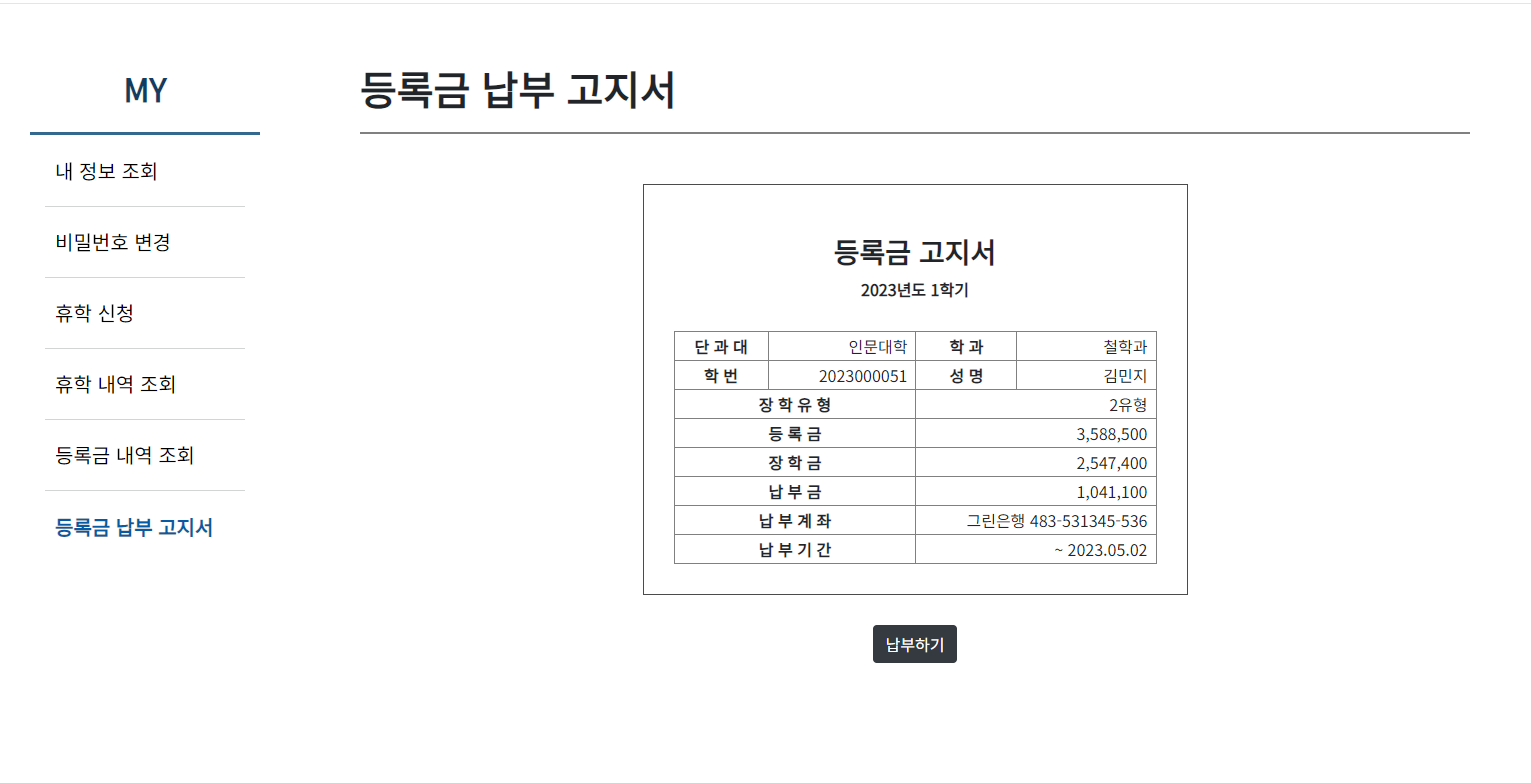 MY
내 정보 조회
비밀번호 변경
휴학 신청
휴학 내역 조회
등록금 내역 조회
등록금 납부 고지서
등록금 납부 고지서
등록금 고지서
2023년도 1학기
단 과 대 인문대학 학 과 철학과
학 번 2023000051 성 명 김민지
장 학 유 형 2유형
등 록 금 3,588,500
장 학 금 2,547,400
납 부 금 1,041,100
납 부 계 좌 그린은행 483-531345-536
납 부 기 간 ~ 2023.05.02
납부하기